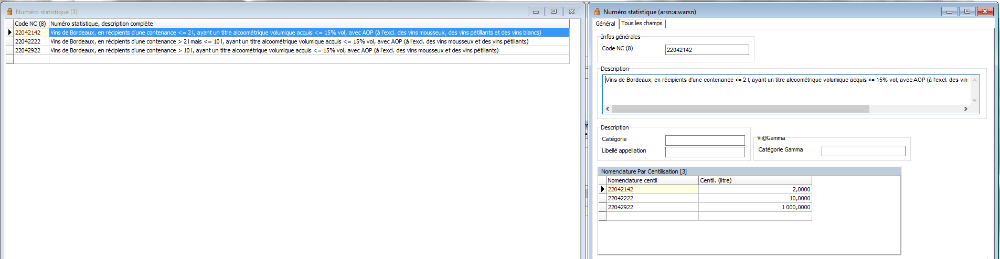 Numéro statistique [3]
Code NC (8) Numéro statistique, description complète
22042142 Vins de Bordeaux, en récipients d'une contenance <= 2 l, ayant un titre alcoométrique volumique acquis <= 15% vol, avec AOP (à l'excl. des vins mousseux, des vins pétillants et des vins blancs)
22042222 Vins de Bordeaux, en récipients d'une contenance > 2 l mais <= 10 l, ayant un titre alcoométrique volumique acquis <= 15% vol, avec AOP (à l'excl. des vins mousseux et des vins pétillants)
22042922 Vins de Bordeaux, en récipients d'une contenance > 10 l, ayant un titre alcoométrique volumique acquis <= 15% vol, avec AOP (à l'excl. des vins mousseux et des vins pétillants)
Numéro statistique (arsn:a:warsn)
Général Tous les champs
Infos générales
Code NC (8) 22042142
Description
Vins de Bordeaux, en récipients d'une contenance <= 2 l, ayant un titre alcoométrique volumique acquis <= 15% vol, avec AOP (à l'excl. des vin
Description
Catégorie
Libellé appellation
Vi@Gamma
Catégorie Gamma
Nomenclature Par Centilisation [3]
Nomenclature centil Centil. (litre)
22042142 2,0000
22042222 10,0000
22042922 1 000,0000